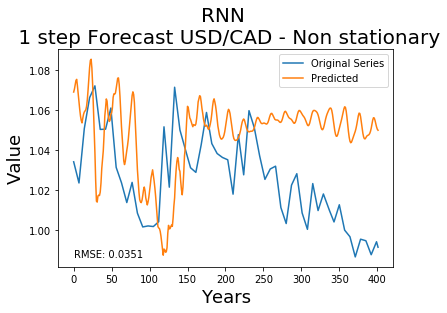 RNN
1 step Forecast USD/CAD - Non stationary
Original Series
Predicted
1.08
1.06
1.04
1.02
1.00
Value
RMSE: 0.0351
0 50 100 150 200 250 300 350 400
Years